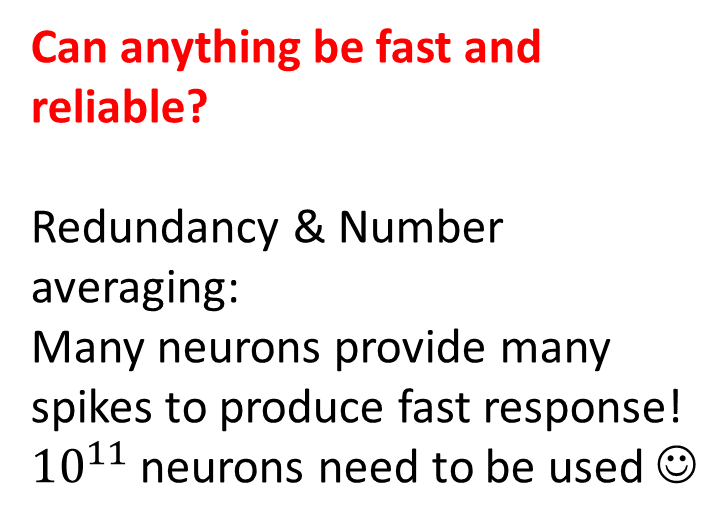 Can anything be fast and
reliable?
Redundancy & Number
averaging:
Many neurons provide many
spikes to produce fast response!
10¹¹ neurons need to be used ☺